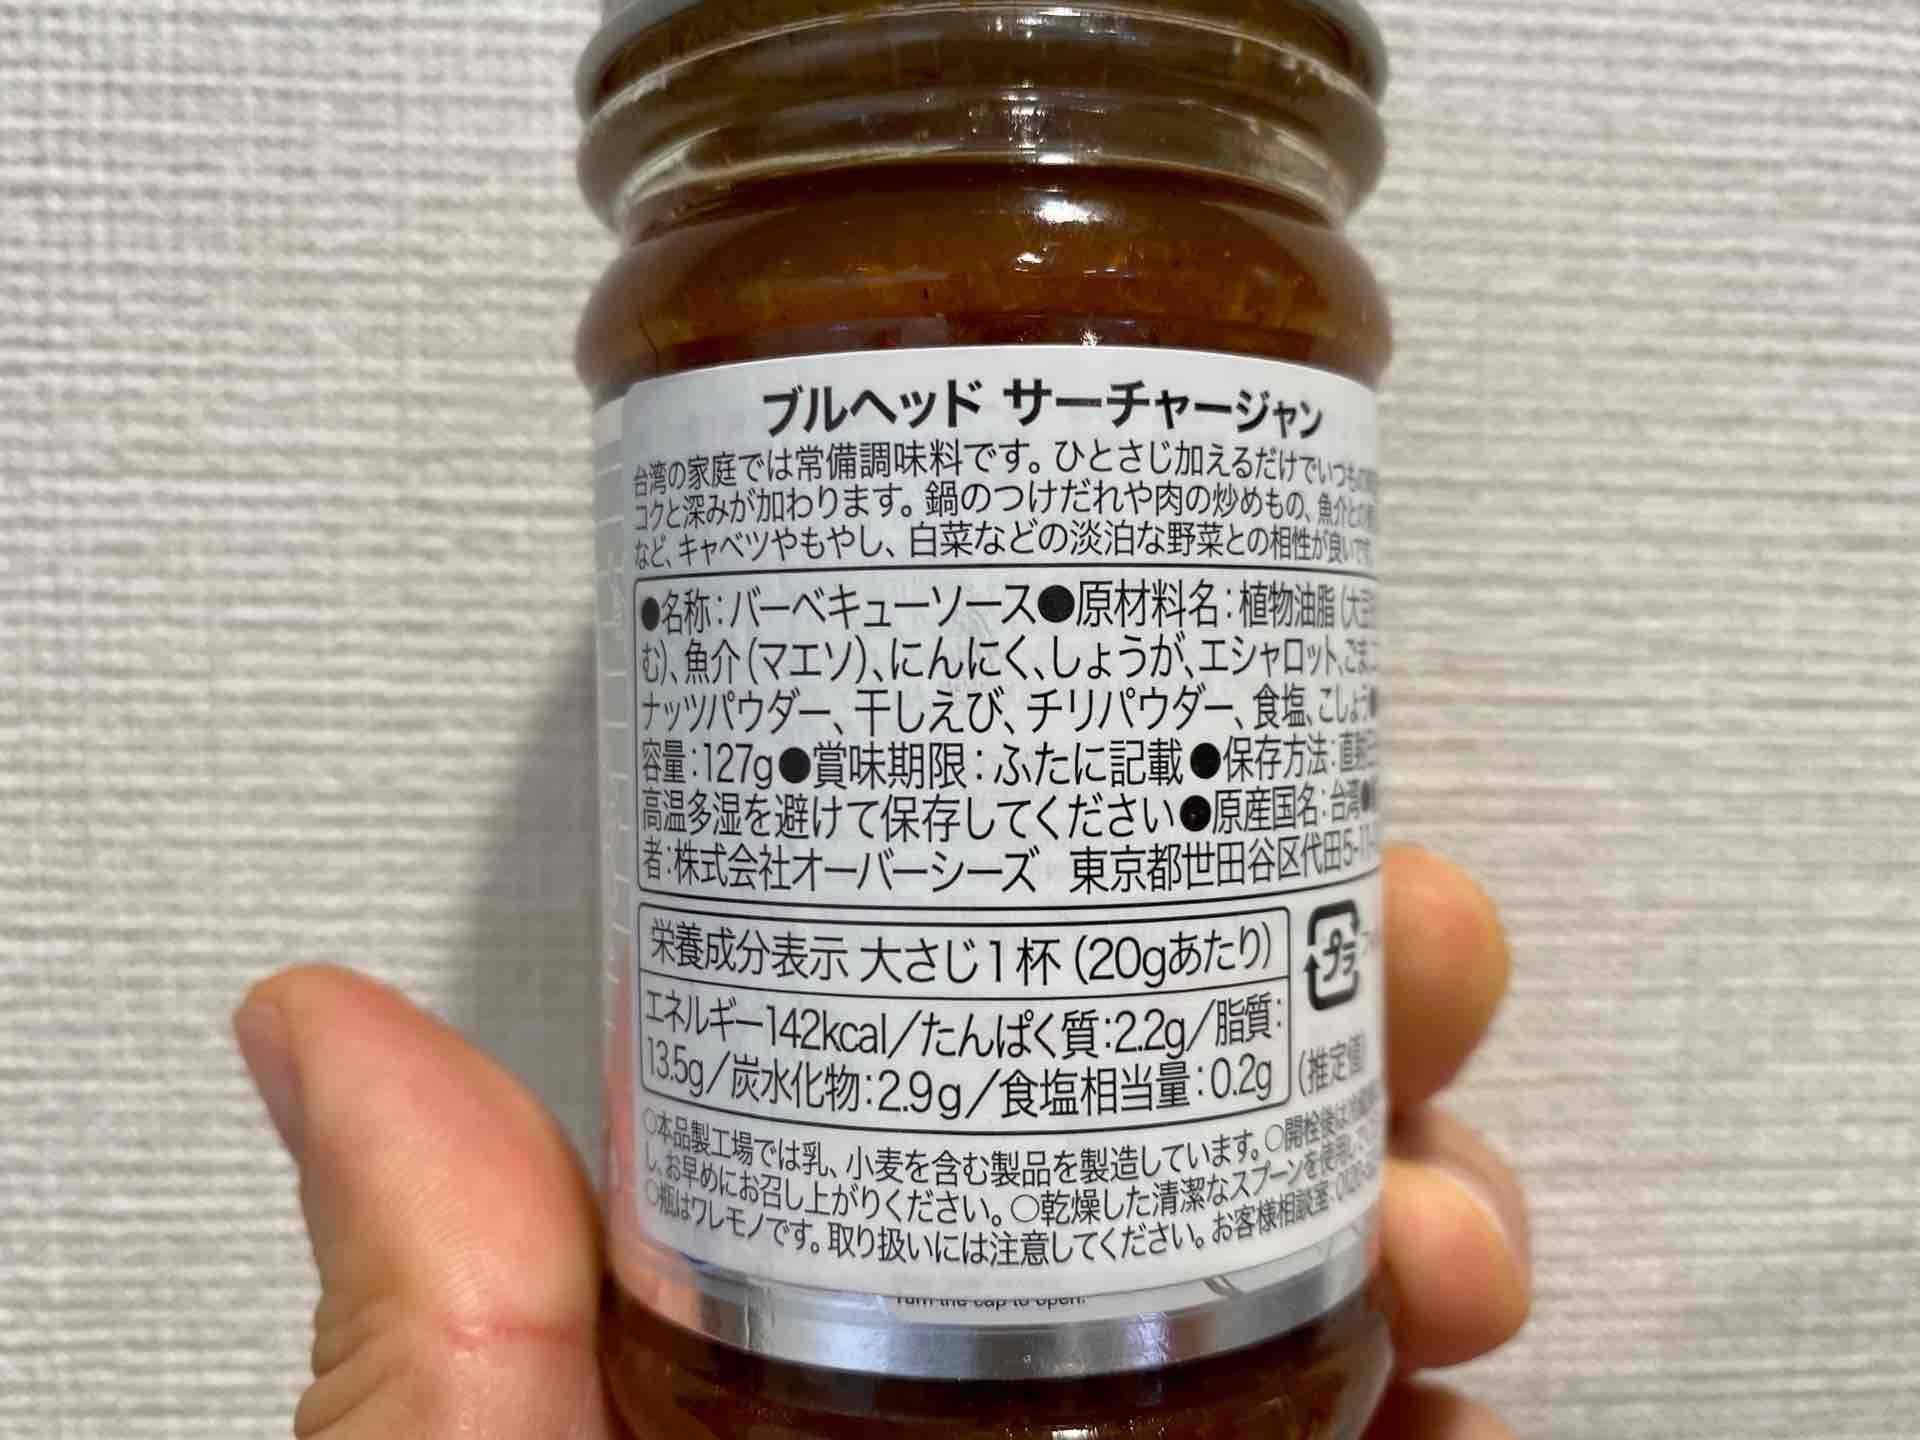 ブルヘッド サーチャージャン
台湾の家庭では常備調味料です。ひとさじ加えるだけでいつもの
コクと深みが加わります。鍋のつけだれや肉の炒めもの、魚介との
など、キャベツやもやし、白菜などの淡泊な野菜との相性が良いです。
●名称:バーベキューソース●原材料名:植物油脂(大豆
む)、魚介(マエソ)、にんにく、しょうが、エシャロット、ごま
ナッツパウダー、干しえび、チリパウダー、食塩、こしょう●
容量:127g●賞味期限:ふたに記載●保存方法:直射
高温多湿を避けて保存してください●原産国名:台湾●
者:株式会社オーバーシーズ 東京都世田谷区代田5-11-
栄養成分表示 大さじ1杯(20gあたり)
エネルギー142kcal/たんぱく質:2.2g/脂質:
13.5g/炭水化物:2.9g/食塩相当量:0.2g
プラ
(推定値)
○本品製工場では乳、小麦を含む製品を製造しています。○開栓後は
し、お早めにお召し上がりください。○乾燥した清潔なスプーンを使用し
○瓶はワレモノです。取り扱いには注意してください。お客様相談室:0120-
Turn the cap to open.